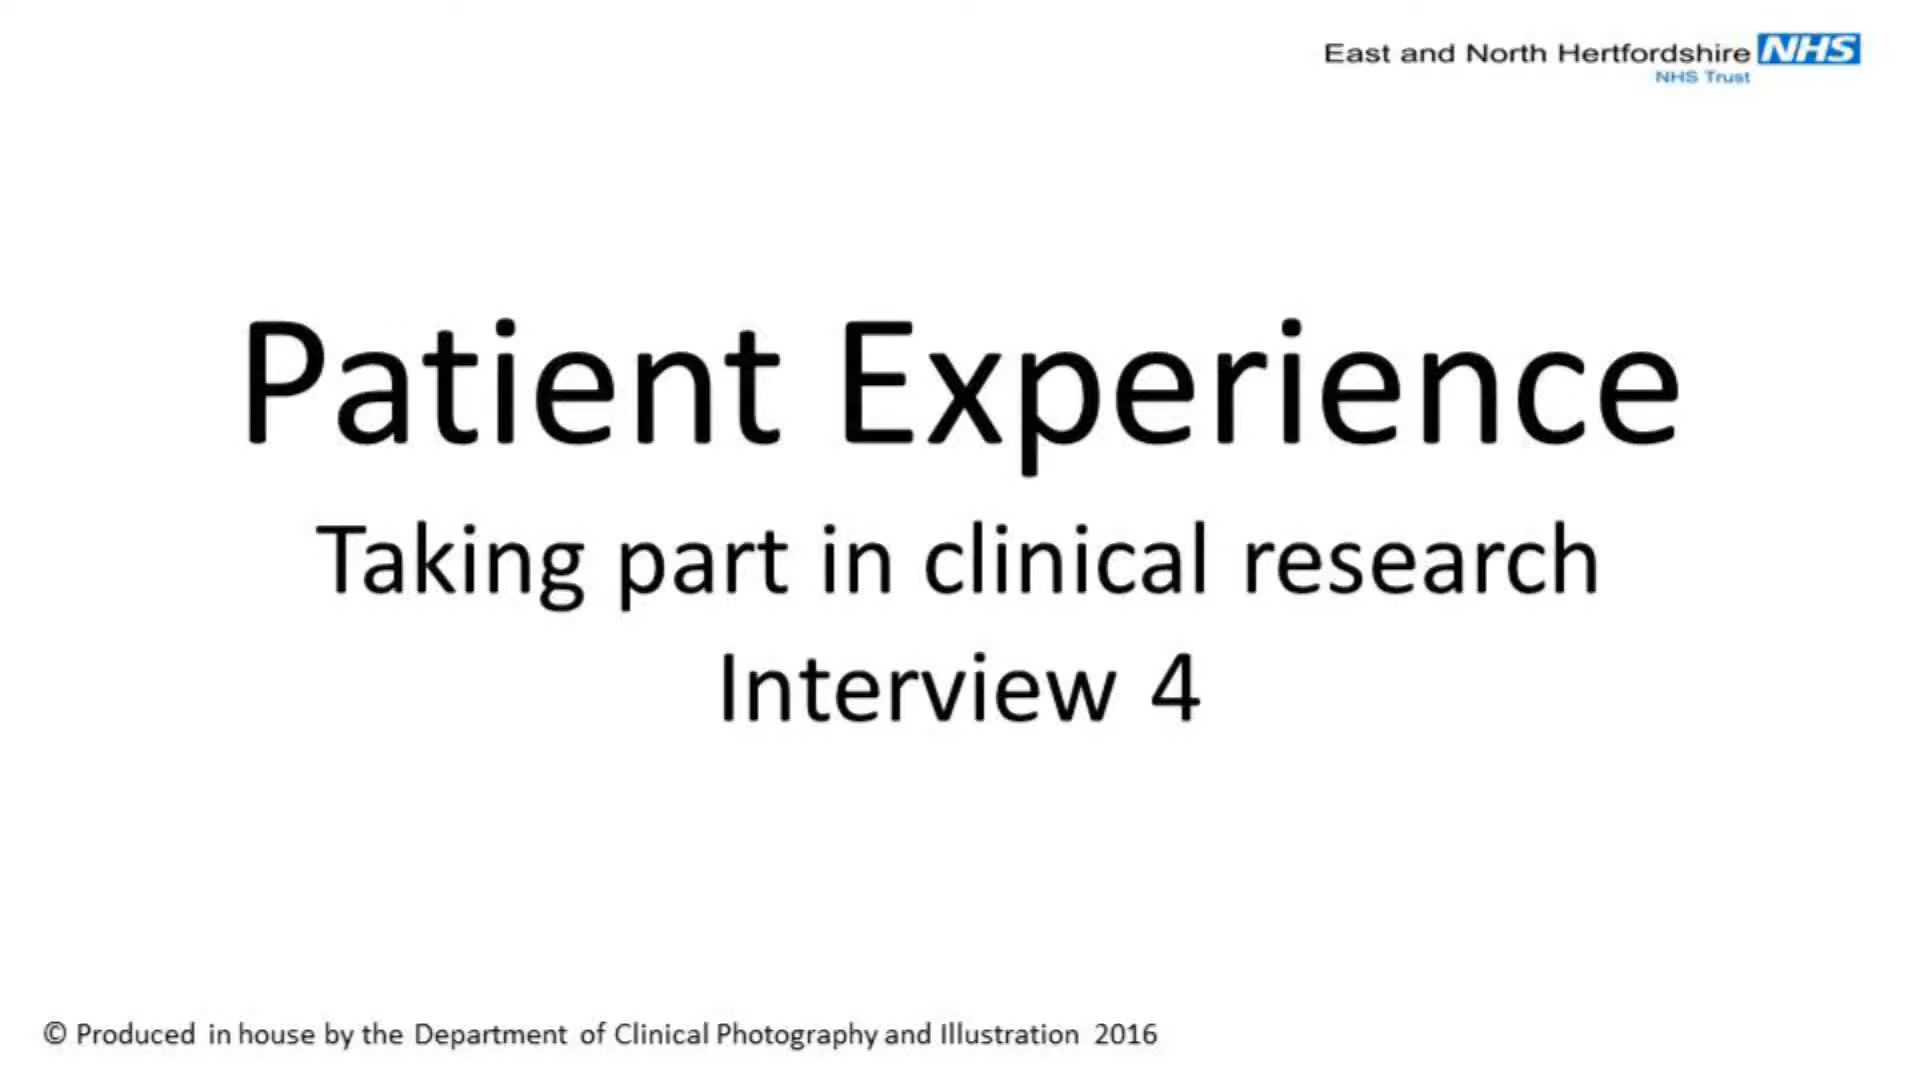 East and North Hertfordshire NHS
NHS Trust
Patient Experience
Taking part in clinical research
Interview 4
© Produced in house by the Department of Clinical Photography and Illustration 2016